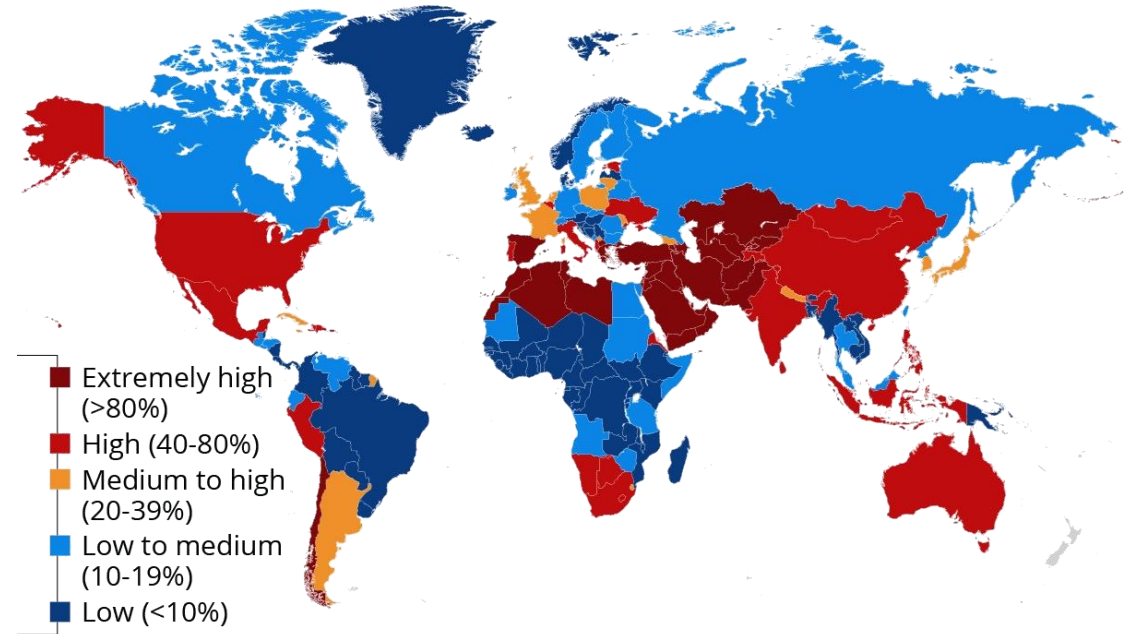 Extremely high
(>80%)
High (40-80%)
Medium to high
(20-39%)
Low to medium
(10-19%)
Low (<10%)